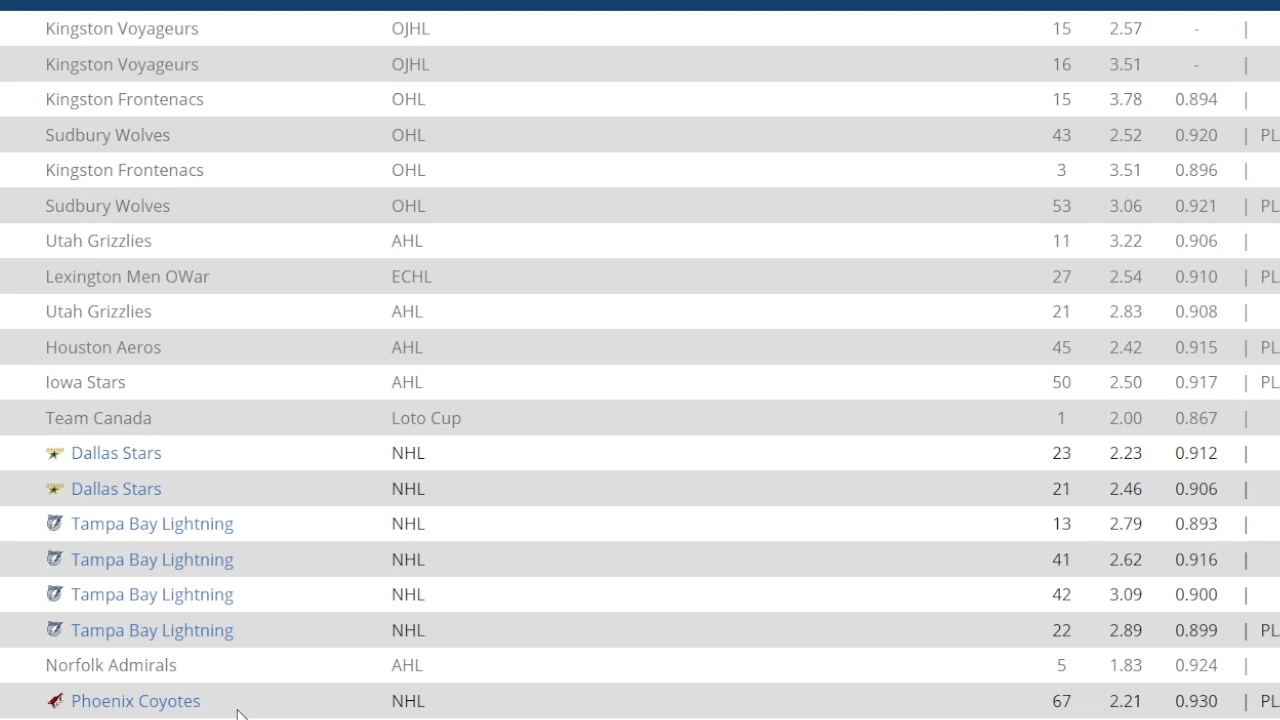 Kingston Voyageurs OJHL 15 2.57 - |
Kingston Voyageurs OJHL 16 3.51 - |
Kingston Frontenacs OHL 15 3.78 0.894 |
Sudbury Wolves OHL 43 2.52 0.920 | PL
Kingston Frontenacs OHL 3 3.51 0.896 |
Sudbury Wolves OHL 53 3.06 0.921 | PL
Utah Grizzlies AHL 11 3.22 0.906 |
Lexington Men OWar ECHL 27 2.54 0.910 | PL
Utah Grizzlies AHL 21 2.83 0.908 |
Houston Aeros AHL 45 2.42 0.915 | PL
Iowa Stars AHL 50 2.50 0.917 | PL
Team Canada Loto Cup 1 2.00 0.867 |
Dallas Stars NHL 23 2.23 0.912 |
Dallas Stars NHL 21 2.46 0.906 |
Tampa Bay Lightning NHL 13 2.79 0.893 |
Tampa Bay Lightning NHL 41 2.62 0.916 |
Tampa Bay Lightning NHL 42 3.09 0.900 |
Tampa Bay Lightning NHL 22 2.89 0.899 | PL
Norfolk Admirals AHL 5 1.83 0.924 |
Phoenix Coyotes NHL 67 2.21 0.930 | PL